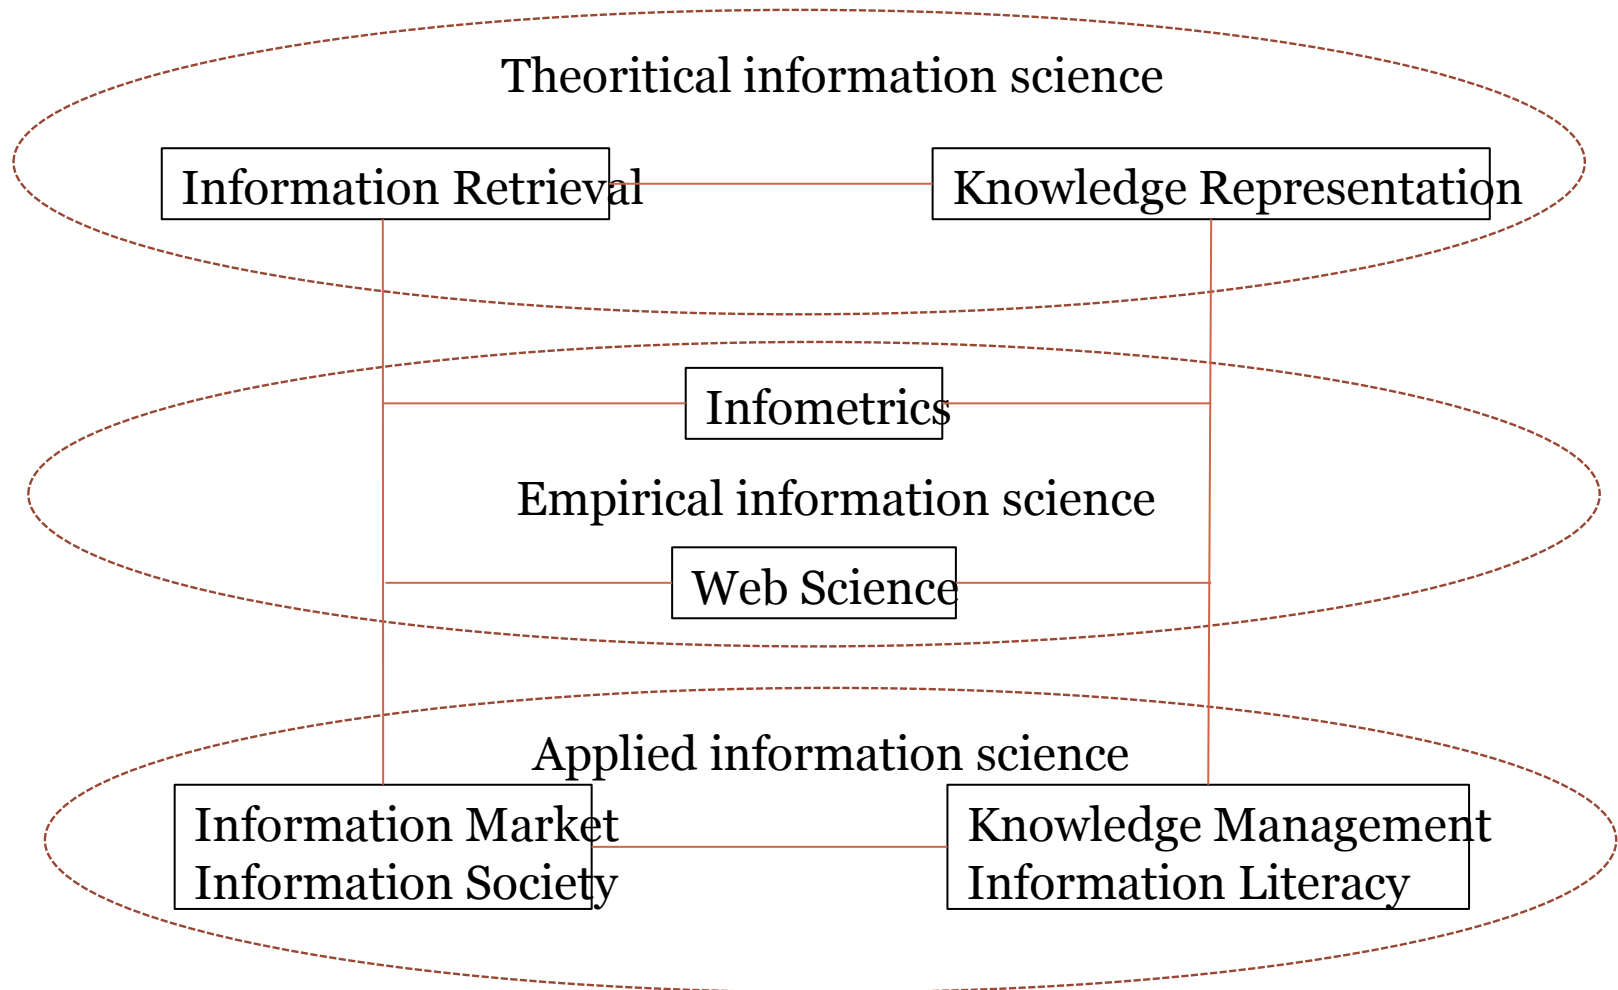 Theoritical information science
Information Retrieval
Knowledge Representation
Infometrics
Empirical information science
Web Science
Applied information science
Information Market
Information Society
Knowledge Management
Information Literacy